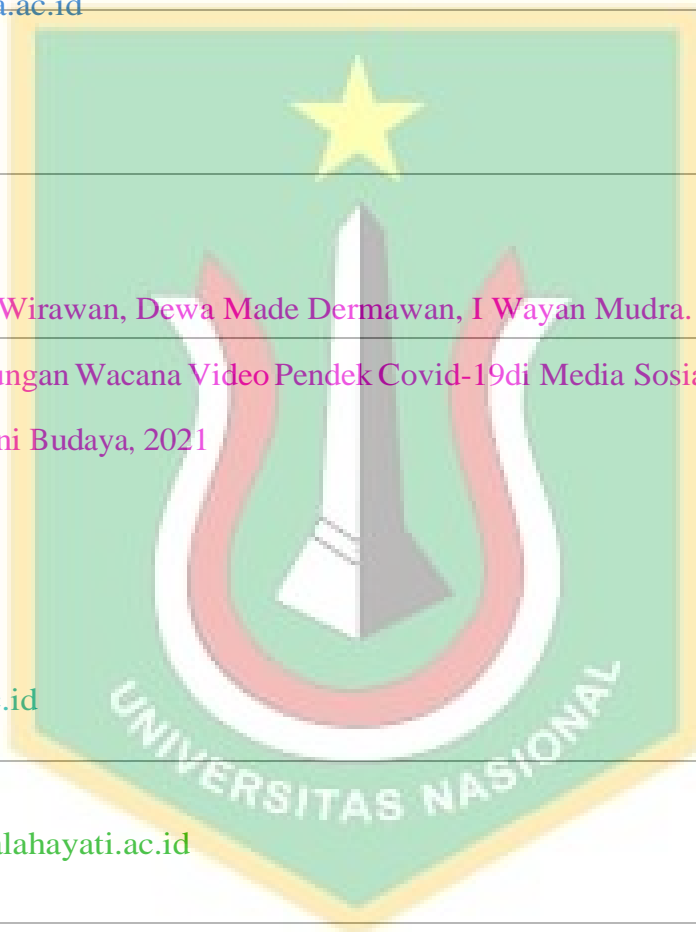 a.ac.id
Wirawan, Dewa Made Dermawan, I Wayan Mudra.
ungan Wacana Video Pendek Covid-19di Media Sosia
ni Budaya, 2021
.id
UNIVERSITAS NASIONAL
alahayati.ac.id